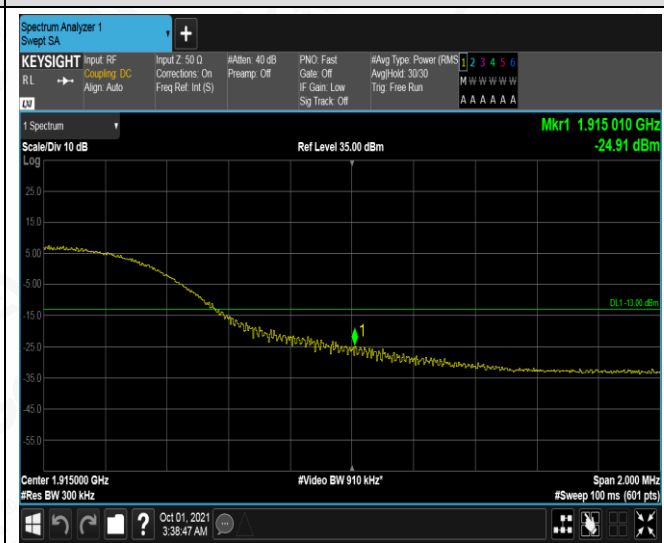 Spectrum Analyzer 1
Swept SA
+
KEYSIGHT
RL
Input: RF
Coupling: DC
Align: Auto
Input Z: 50 Ω
Corrections: On
Freq Ref: Int (S)
#Atten: 40 dB
Preamp: Off
PNO: Fast
Gate: Off
IF Gain: Low
Sig Track: Off
#Avg Type: Power (RMS
Avg|Hold: 30/30
Trig: Free Run
1 2 3 4 5 6
M W W W W W
A A A A A A
LXI
1 Spectrum
Scale/Div 10 dB
Ref Level 35.00 dBm
Mkr1 1.915 010 GHz
-24.91 dBm
Log
25.0
15.0
5.00
-5.00
-15.0
-25.0
-35.0
-45.0
-55.0
DL1 -13.00 dBm
1
Center 1.915000 GHz
#Res BW 300 kHz
#Video BW 910 kHz*
Span 2.000 MHz
#Sweep 100 ms (601 pts)
?
Oct 01, 2021
3:38:47 AM